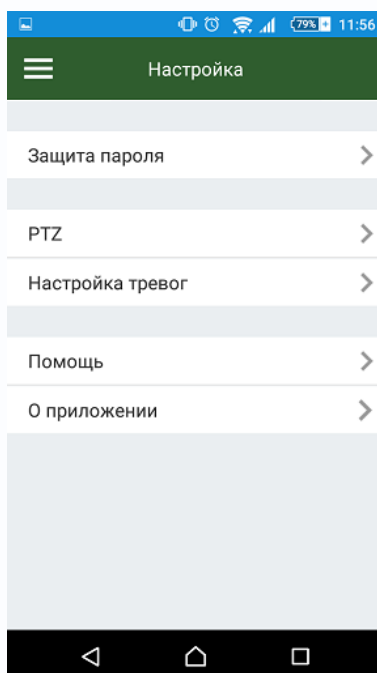 79% 11:56
Настройка
Защита пароля
PTZ
Настройка тревог
Помощь
О приложении